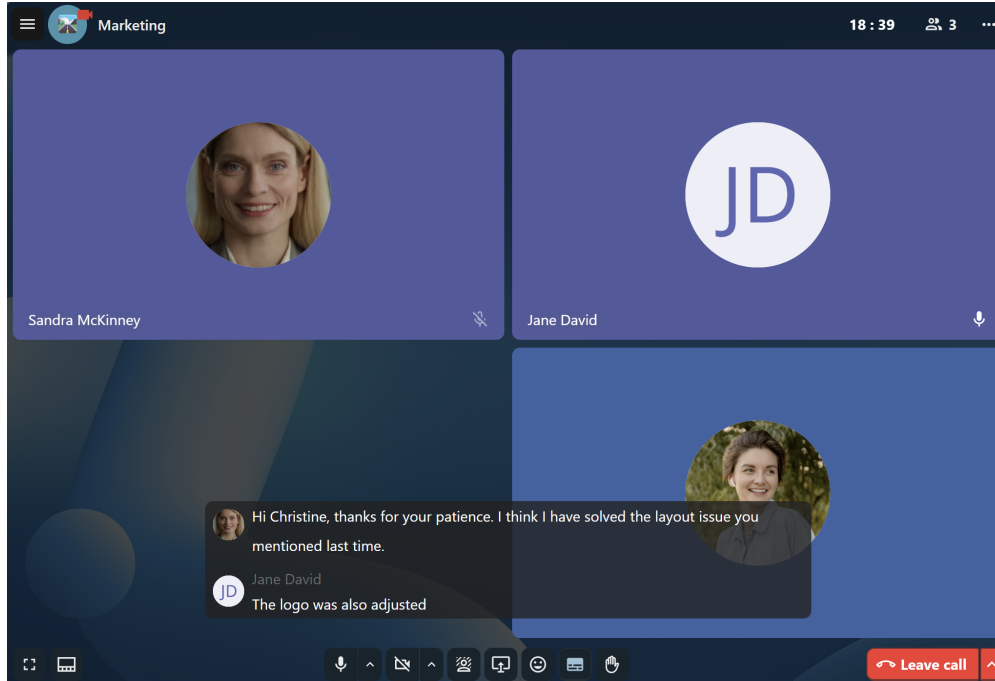 Marketing
18 : 39
3
JD
Sandra McKinney
Jane David
Hi Christine, thanks for your patience. I think I have solved the layout issue you
mentioned last time.
Jane David
JD
The logo was also adjusted
Leave call